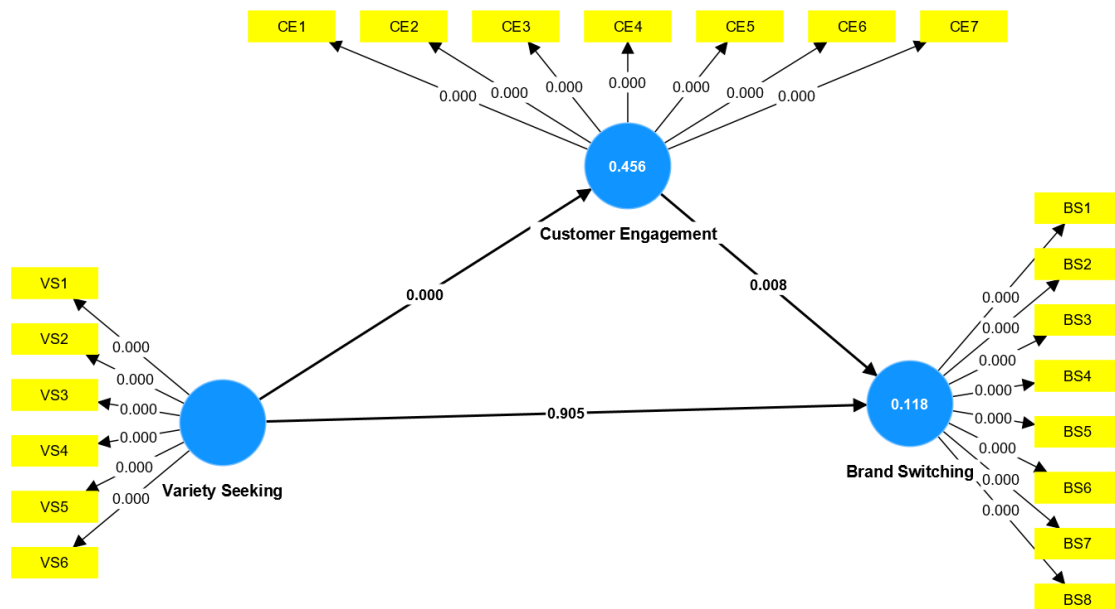 CE1 CE2 CE3 CE4 CE5 CE6 CE7
0.000 0.000 0.000 0.000 0.000 0.000 0.000
0.456
Customer Engagement
VS1
VS2
VS3
VS4
VS5
VS6
0.000
0.000
0.000
0.000
0.000
0.000
Variety Seeking
0.000
0.008
0.905
0.118
Brand Switching
0.000
0.000
0.000
0.000
0.000
0.000
0.000
0.000
BS1
BS2
BS3
BS4
BS5
BS6
BS7
BS8